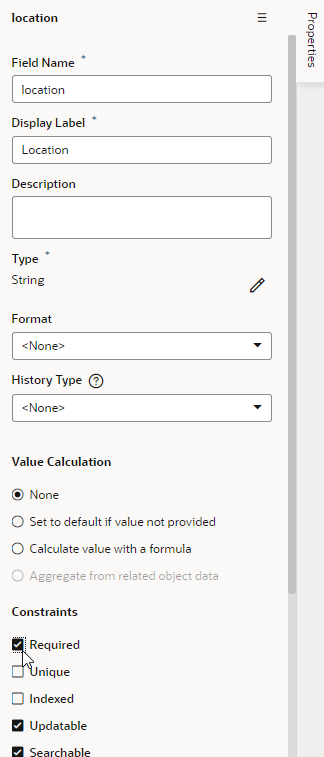 location
Properties
Field Name *
location
Display Label *
Location
Description
Type *
String
Format
<None>
History Type ?
<None>
Value Calculation
None
Set to default if value not provided
Calculate value with a formula
Aggregate from related object data
Constraints
Required
Unique
Indexed
Updatable
Searchable